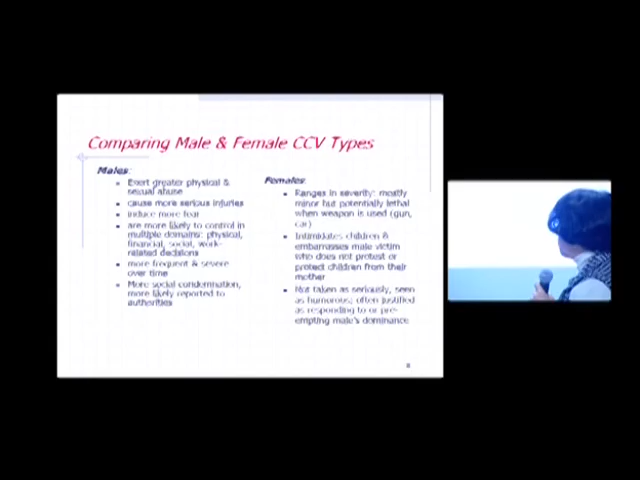 Comparing Male & Female CCV Types
Males:
Exert greater physical &
sexual abuse
cause more serious injuries
induce more fear
are more likely to control in
multiple domains: physical,
financial, social, work-
related decisions
more frequent & severe
over time
More social condemnation,
more likely reported to
authorities
Females:
Ranges in severity: mostly
minor but potentially lethal
when weapon is used (gun,
car)
Intimidates children &
embarrasses male victim
who does not protest or
protect children from their
mother
Not taken as seriously, seen
as humorous; often justified
as responding to or pre-
empting male's dominance
8